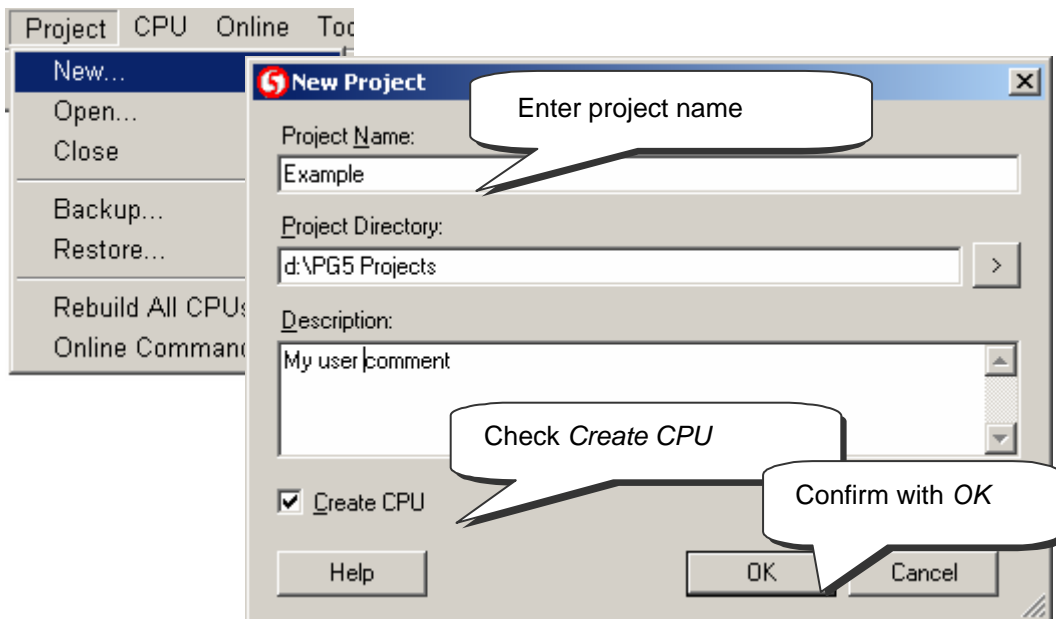 Project CPU Online
New...
Open...
Close
Backup...
Restore...
Rebuild All CPUs
Online
New Project
Enter project name
Project Name:
Example
Project Directory:
d:\PG5 Projects
>
Description:
My user comment
Check Create CPU
Create CPU
Confirm with OK
Help OK Cancel